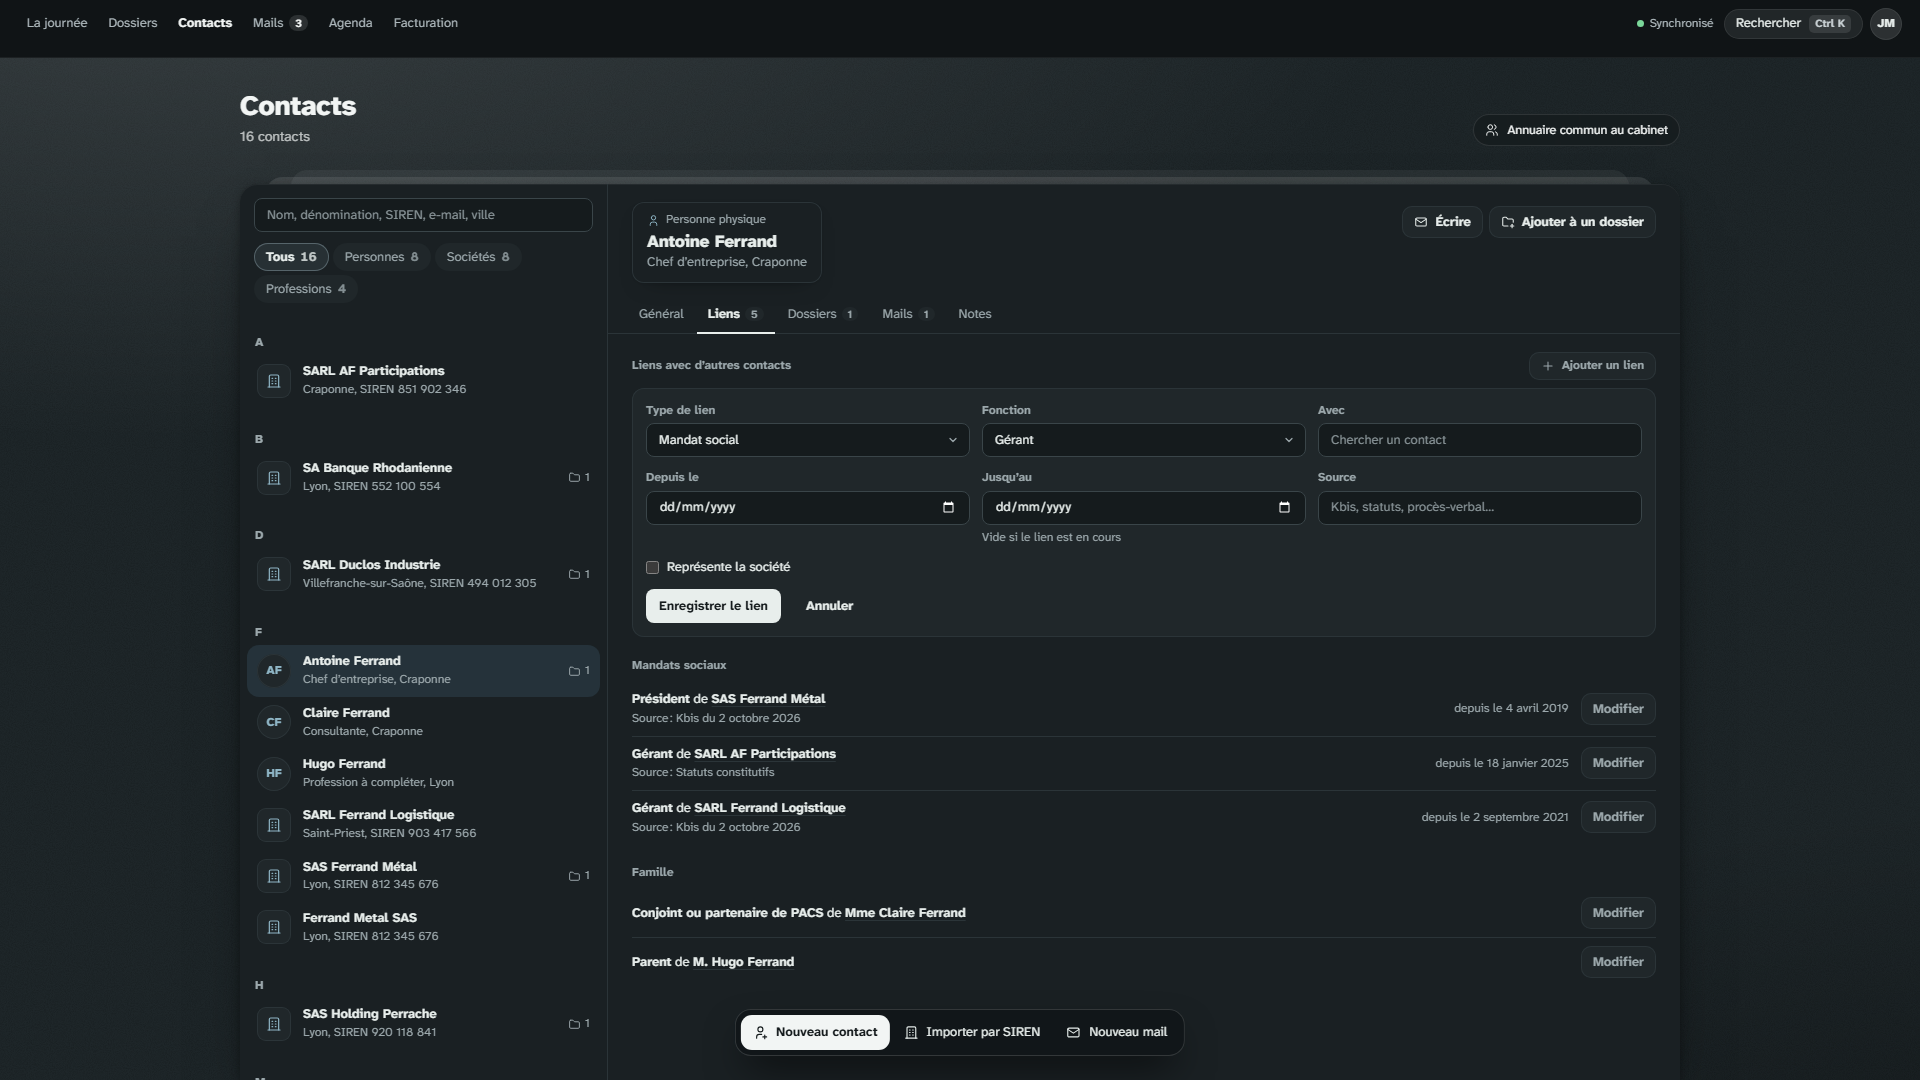 La journée Dossiers Contacts Mails 3 Agenda Facturation
Synchronisé Rechercher Ctrl K JM
Contacts
16 contacts
Annuaire commun au cabinet
Nom, dénomination, SIREN, e-mail, ville
Tous 16 Personnes 8 Sociétés 8
Professions 4
A
SARL AF Participations
Craponne, SIREN 851 902 346
B
SA Banque Rhodanienne
Lyon, SIREN 552 100 554
1
D
SARL Duclos Industrie
Villefranche-sur-Saône, SIREN 494 012 305
1
F
AF
Antoine Ferrand
Chef d'entreprise, Craponne
1
CF
Claire Ferrand
Consultante, Craponne
HF
Hugo Ferrand
Profession à compléter, Lyon
SARL Ferrand Logistique
Saint-Priest, SIREN 903 417 566
SAS Ferrand Métal
Lyon, SIREN 812 345 676
1
Ferrand Metal SAS
Lyon, SIREN 812 345 676
H
SAS Holding Perrache
Lyon, SIREN 920 118 841
1
Personne physique
Antoine Ferrand
Chef d'entreprise, Craponne
Écrire Ajouter à un dossier
Général Liens 5 Dossiers 1 Mails 1 Notes
Liens avec d'autres contacts
Ajouter un lien
Type de lien Fonction Avec
Mandat social Gérant Chercher un contact
Depuis le Jusqu'au Source
dd/mm/yyyy dd/mm/yyyy Kbis, statuts, procès-verbal...
Vide si le lien est en cours
Représente la société
Enregistrer le lien Annuler
Mandats sociaux
Président de SAS Ferrand Métal
Source : Kbis du 2 octobre 2026
depuis le 4 avril 2019 Modifier
Gérant de SARL AF Participations
Source : Statuts constitutifs
depuis le 18 janvier 2025 Modifier
Gérant de SARL Ferrand Logistique
Source : Kbis du 2 octobre 2026
depuis le 2 septembre 2021 Modifier
Famille
Conjoint ou partenaire de PACS de Mme Claire Ferrand Modifier
Parent de M. Hugo Ferrand Modifier
Nouveau contact Importer par SIREN Nouveau mail